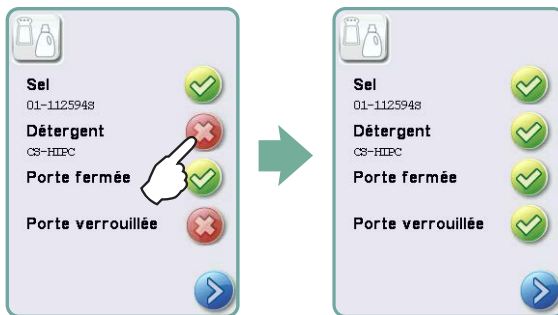 Sel
01-112594S
Détergent
CS-HIPC
Porte fermée
Porte verrouillée
Sel
01-112594S
Détergent
CS-HIPC
Porte fermée
Porte verrouillée